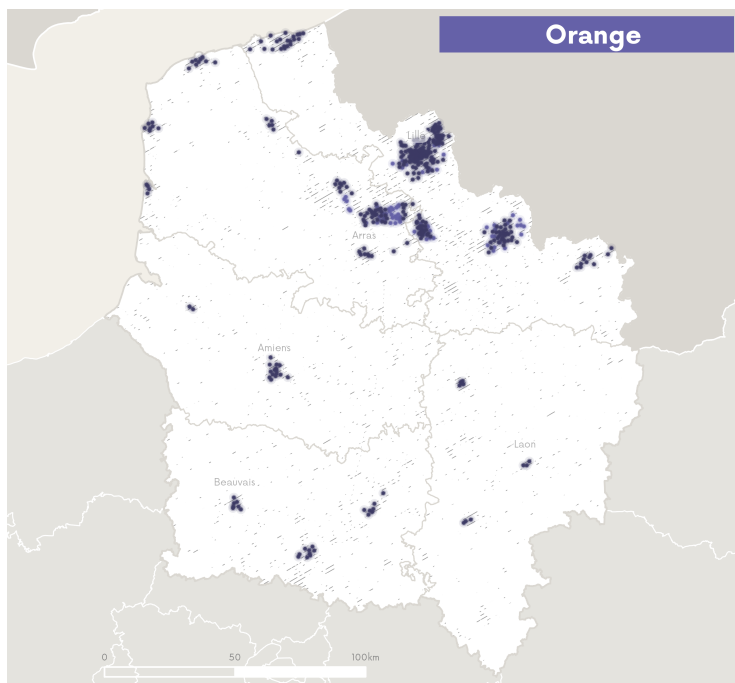 Orange
Lille
Arras
Amiens
Laon
Beauvais
0 50 100km